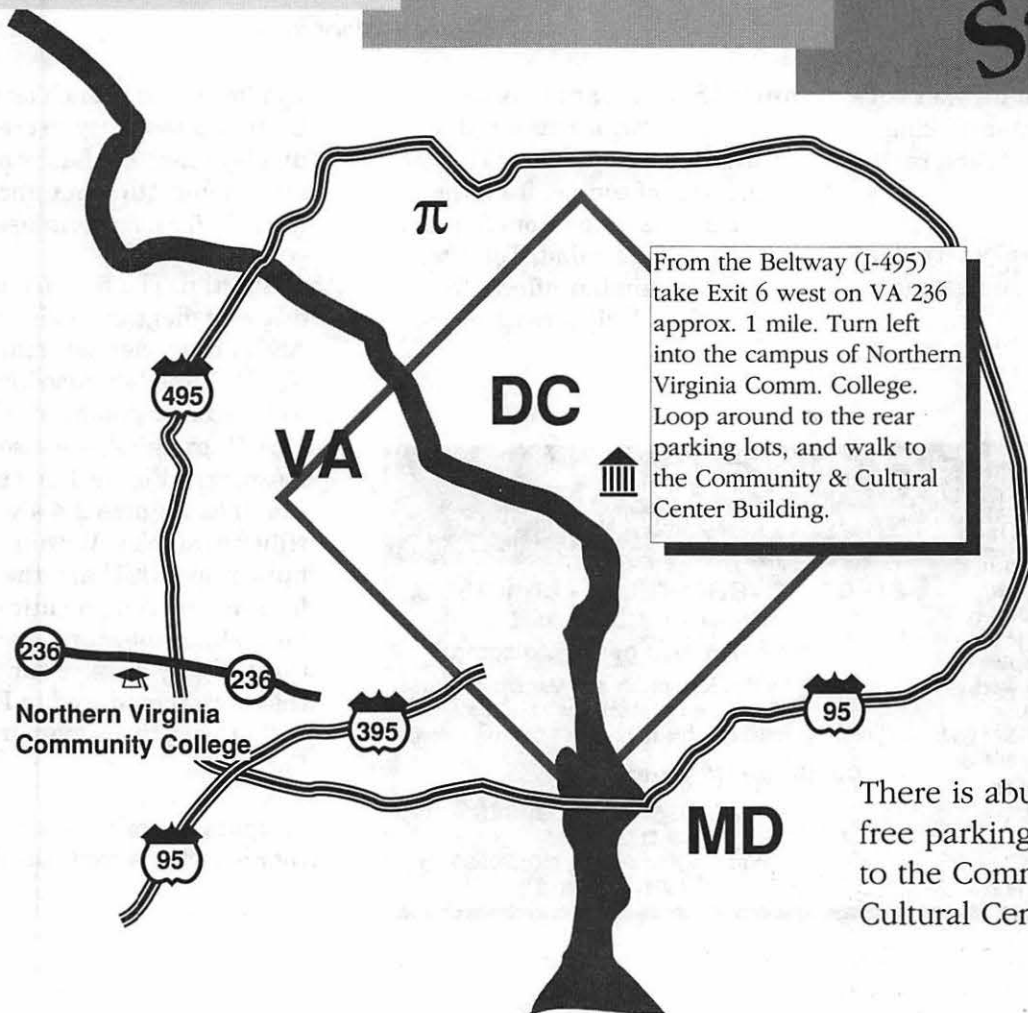 S
π
From the Beltway (I-495)
take Exit 6 west on VA 236
approx. 1 mile. Turn left
into the campus of Northern
Virginia Comm. College.
Loop around to the rear
parking lots, and walk to
the Community & Cultural
Center Building.
495
DC
VA
236
236
Northern Virginia
Community College
395
95
95
MD
There is abu
free parking
to the Comm
Cultural Cen